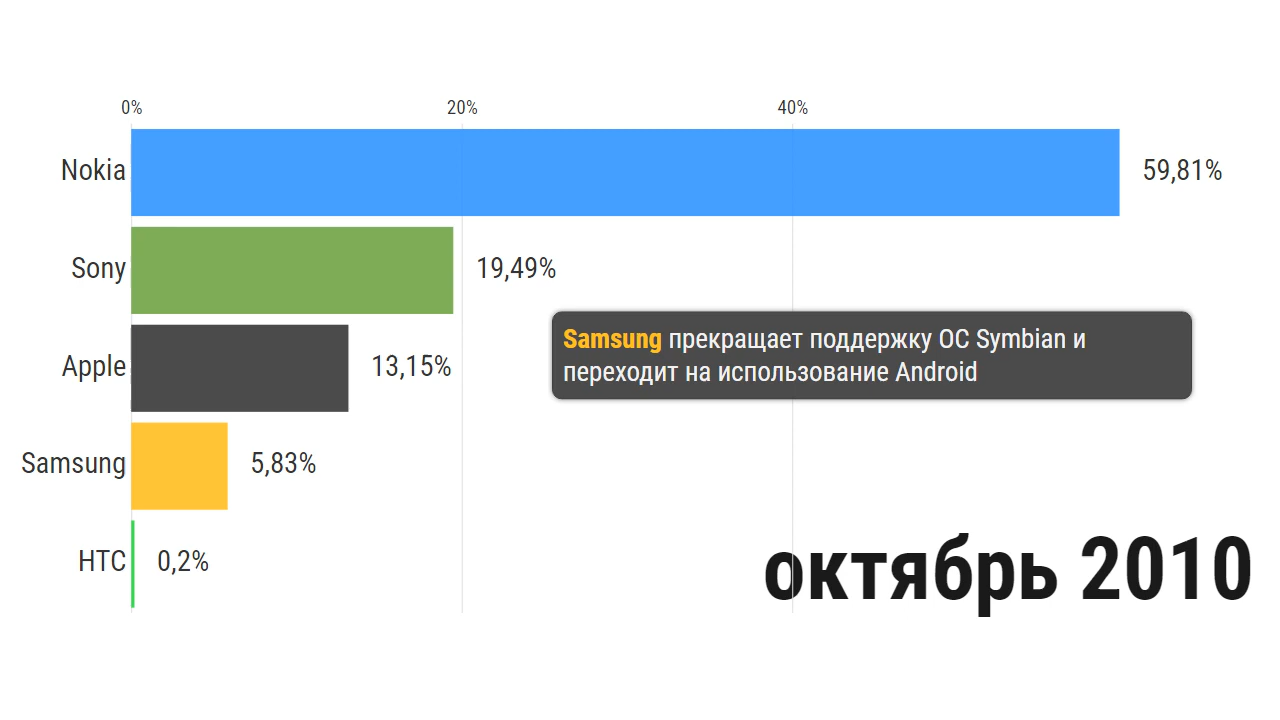 0% 20% 40%
Nokia 59,81%
Sony 19,49%
Samsung прекращает поддержку ОС Symbian и
переходит на использование Android
Apple 13,15%
Samsung 5,83%
HTC 0,2%
октябрь 2010